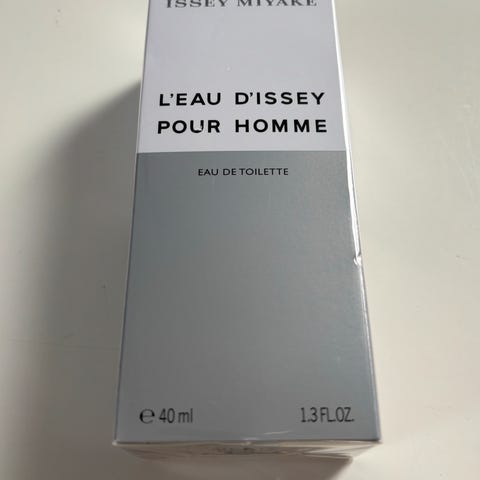 ISSEY MIYAKE
L'EAU D'ISSEY
POUR HOMME
EAU DE TOILETTE
℮ 40 ml 1.3 FL.OZ.